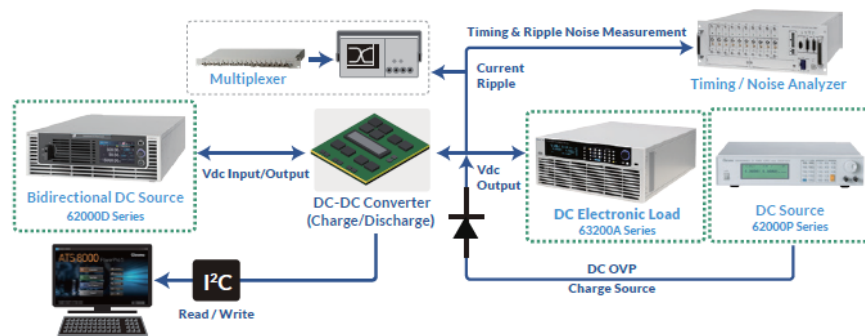 Timing & Ripple Noise Measurement
Multiplexer
Current
Ripple
Timing / Noise Analyzer
Vdc Input/Output
Vdc
Output
Bidirectional DC Source
62000D Series
DC-DC Converter
(Charge/Discharge)
DC Electronic Load
63200A Series
DC Source
62000P Series
ATS 8000
I²C
Read / Write
DC OVP
Charge Source